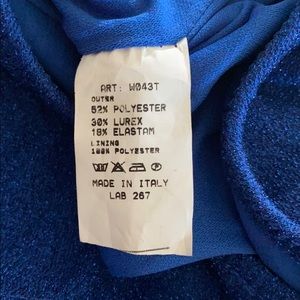 ART: W043T
OUTER
52% POLYESTER
30% LUREX
18% ELASTAM
LINING
100% POLYESTER
MADE IN ITALY
LAB 267